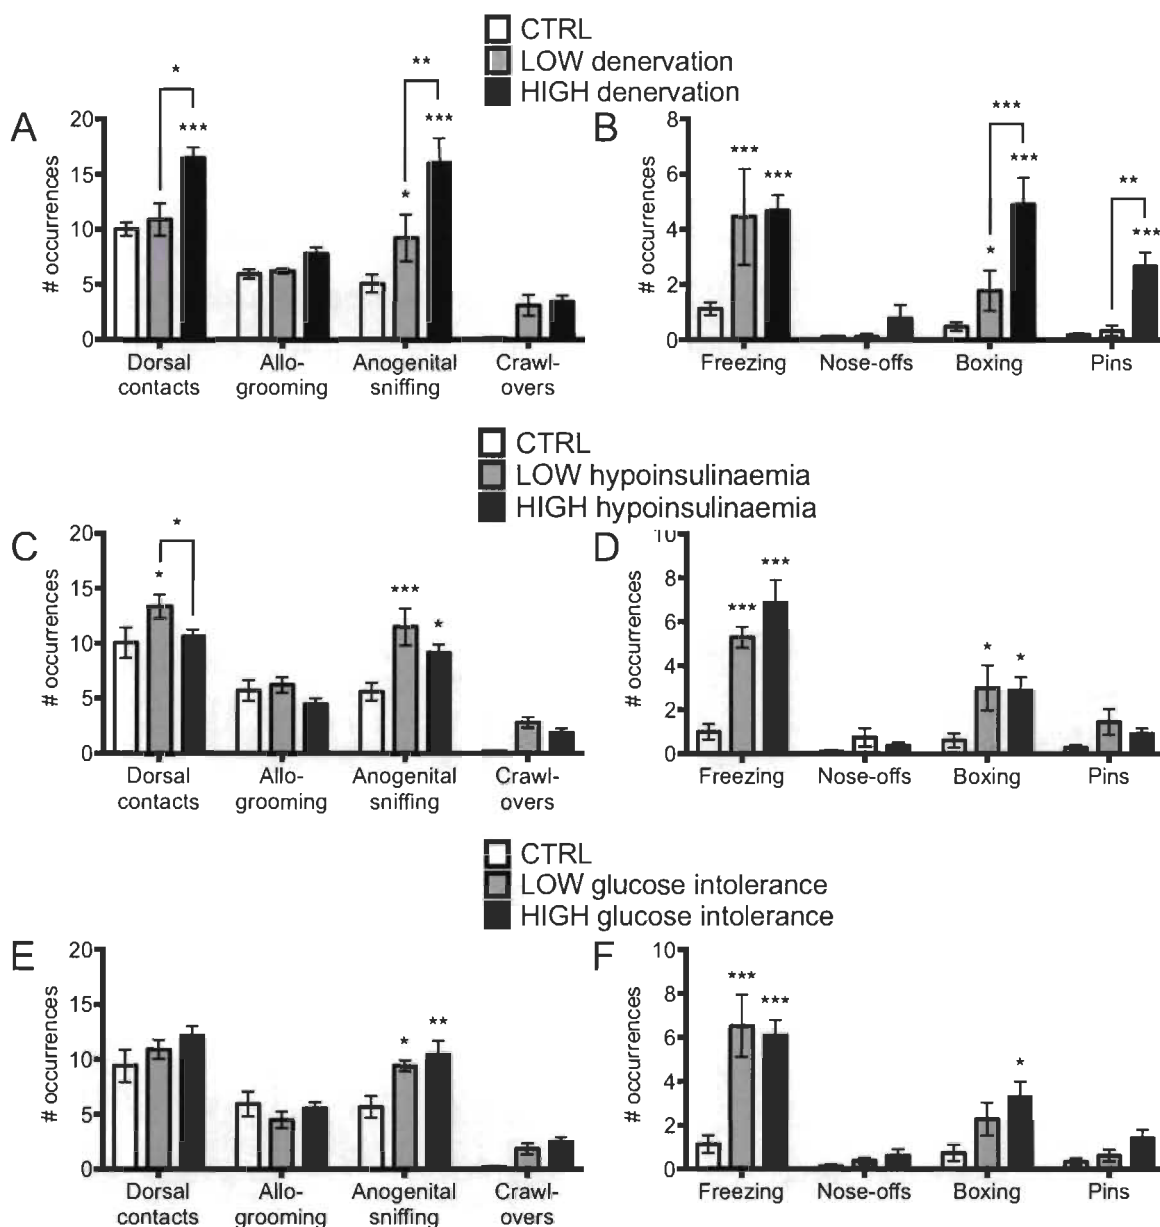 CTRL
LOW denervation
HIGH denervation
A
# occurrences
20
15
10
5
0
* ***
** *** *
Dorsal contacts
Allo-grooming
Anogenital sniffing
Crawl-overs
B
# occurrences
8
6
4
2
0
*** ***
*** *** *
** ***
Freezing
Nose-offs
Boxing
Pins
CTRL
LOW hypoinsulinaemia
HIGH hypoinsulinaemia
C
# occurrences
20
15
10
5
0
* *
*** *
Dorsal contacts
Allo-grooming
Anogenital sniffing
Crawl-overs
D
# occurrences
10
8
6
4
2
0
*** ***
* *
Freezing
Nose-offs
Boxing
Pins
CTRL
LOW glucose intolerance
HIGH glucose intolerance
E
# occurrences
20
15
10
5
0
* **
Dorsal contacts
Allo-grooming
Anogenital sniffing
Crawl-overs
F
# occurrences
10
8
6
4
2
0
*** ***
*
Freezing
Nose-offs
Boxing
Pins